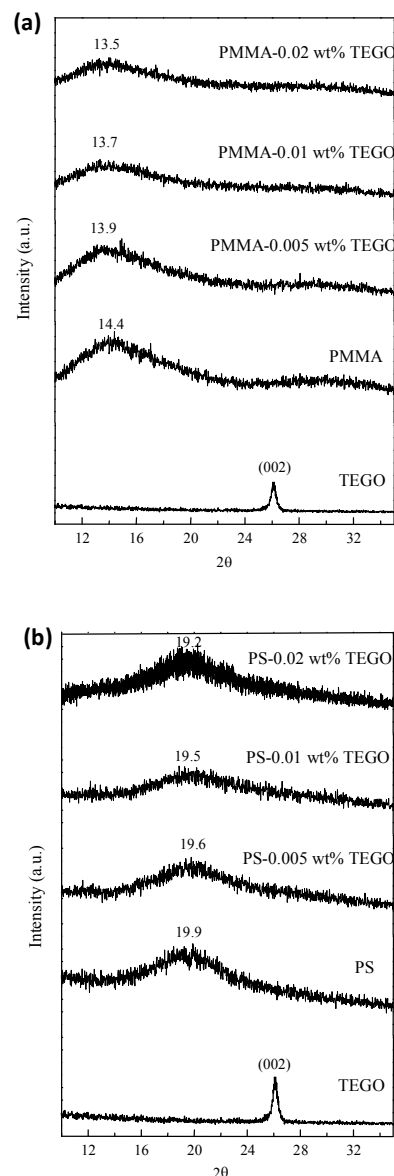 (a)
13.5
PMMA-0.02 wt% TEGO
13.7
PMMA-0.01 wt% TEGO
13.9
PMMA-0.005 wt% TEGO
14.4
PMMA
(002)
TEGO
Intensity (a.u.)
12 16 20 24 28 32
2θ
(b)
19.2
PS-0.02 wt% TEGO
19.5
PS-0.01 wt% TEGO
19.6
PS-0.005 wt% TEGO
19.9
PS
(002)
TEGO
Intensity (a.u.)
12 16 20 24 28 32
2θ